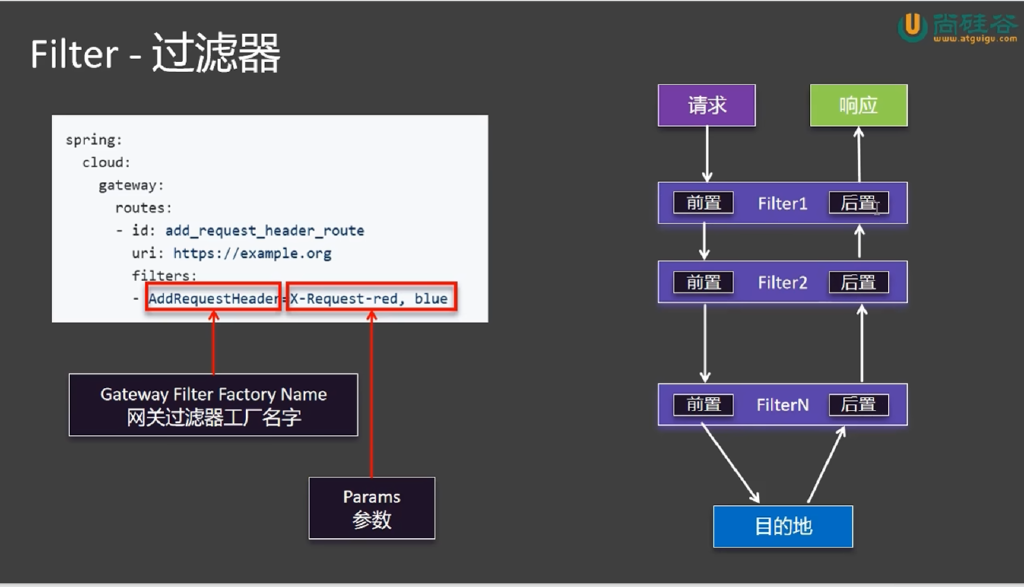 Filter - 过滤器
尚硅谷
www.atguigu.com
spring:
cloud:
gateway:
routes:
- id: add_request_header_route
uri: https://example.org
filters:
- AddRequestHeader=X-Request-red, blue
Gateway Filter Factory Name
网关过滤器工厂名字
Params
参数
请求
响应
前置 Filter1 后置
前置 Filter2 后置
前置 FilterN 后置
目的地